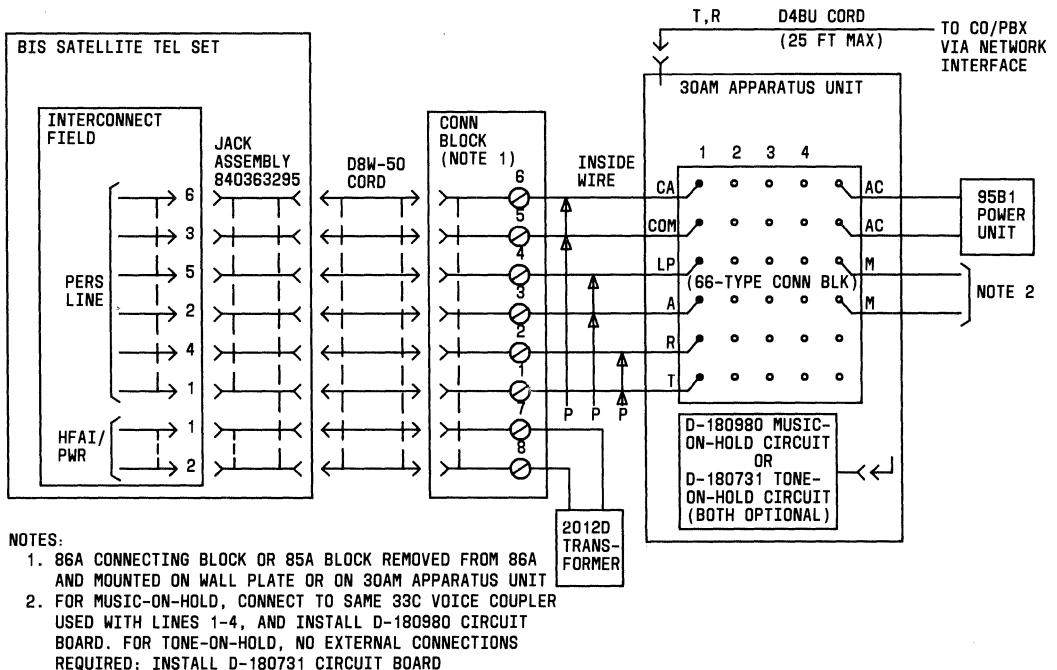 T,R D4BU CORD
(25 FT MAX)
TO CO/PBX
VIA NETWORK
INTERFACE
BIS SATELLITE TEL SET
30AM APPARATUS UNIT
INTERCONNECT
FIELD
JACK
ASSEMBLY
840363295
D8W-50
CORD
CONN
BLOCK
(NOTE 1)
INSIDE
WIRE
1 2 3 4
PERS
LINE
6
3
5
2
4
1
HFAI/
PWR
1
2
6
5
4
3
2
1
7
8
P P P
CA
COM
LP
A
R
T
(66-TYPE CONN BLK)
AC
AC
M
M
95B1
POWER
UNIT
NOTE 2
D-180980 MUSIC-
ON-HOLD CIRCUIT
OR
D-180731 TONE-
ON-HOLD CIRCUIT
(BOTH OPTIONAL)
2012D
TRANS-
FORMER
NOTES:
1. 86A CONNECTING BLOCK OR 85A BLOCK REMOVED FROM 86A
AND MOUNTED ON WALL PLATE OR ON 30AM APPARATUS UNIT
2. FOR MUSIC-ON-HOLD, CONNECT TO SAME 33C VOICE COUPLER
USED WITH LINES 1-4, AND INSTALL D-180980 CIRCUIT
BOARD. FOR TONE-ON-HOLD, NO EXTERNAL CONNECTIONS
REQUIRED: INSTALL D-180731 CIRCUIT BOARD